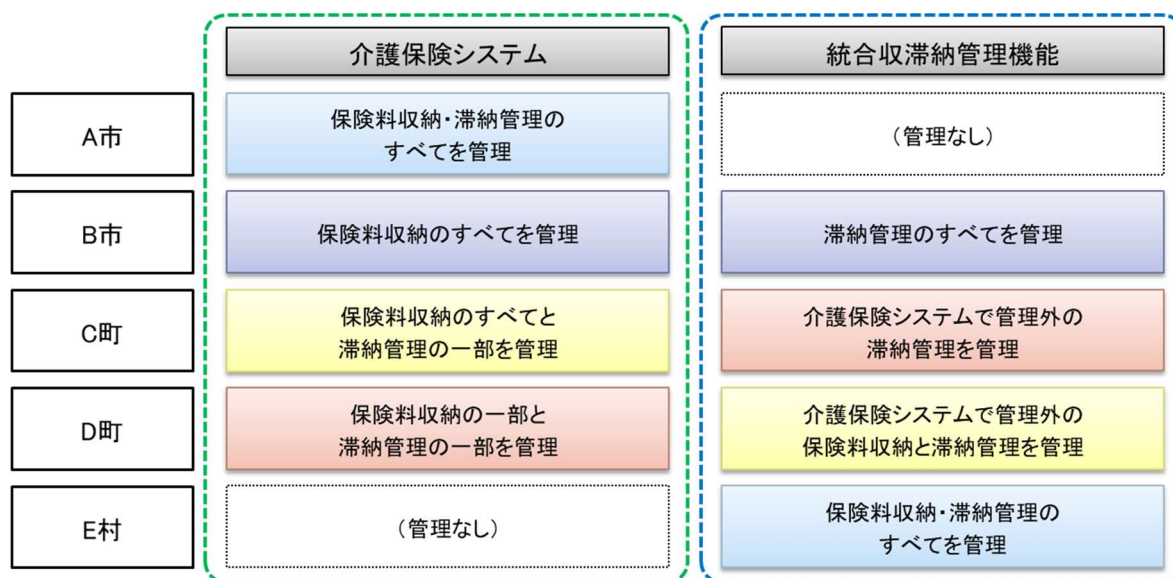 介護保険システム
統合収滞納管理機能
A市
保険料収納・滞納管理の
すべてを管理
（管理なし）
B市
保険料収納のすべてを管理
滞納管理のすべてを管理
C町
保険料収納のすべてと
滞納管理の一部を管理
介護保険システムで管理外の
滞納管理を管理
D町
保険料収納の一部と
滞納管理の一部を管理
介護保険システムで管理外の
保険料収納と滞納管理を管理
E村
（管理なし）
保険料収納・滞納管理の
すべてを管理